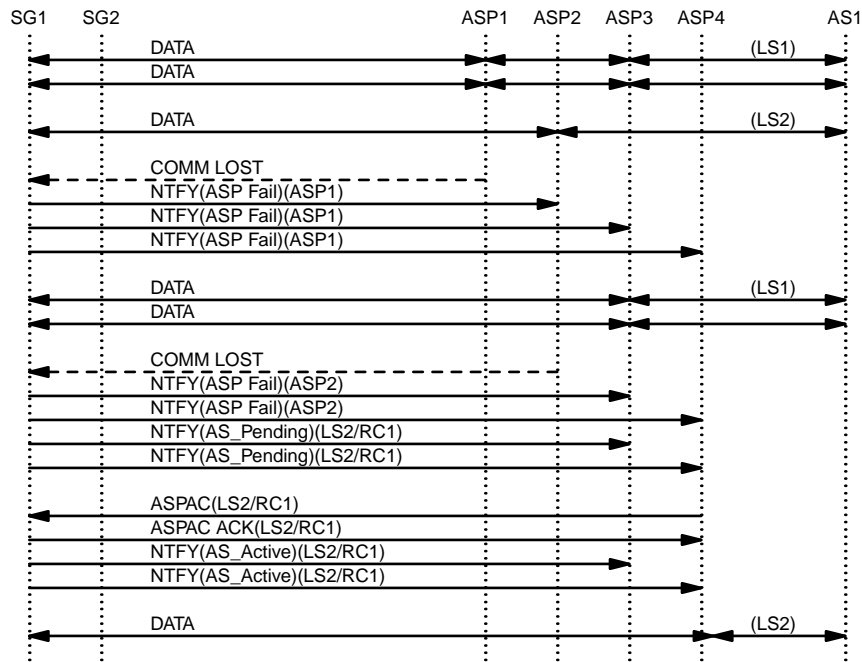 SG1 SG2 ASP1 ASP2 ASP3 ASP4 AS1
DATA (LS1)
DATA
DATA (LS2)
COMM LOST
NTFY(ASP Fail)(ASP1)
NTFY(ASP Fail)(ASP1)
NTFY(ASP Fail)(ASP1)
DATA (LS1)
DATA
COMM LOST
NTFY(ASP Fail)(ASP2)
NTFY(ASP Fail)(ASP2)
NTFY(AS_Pending)(LS2/RC1)
NTFY(AS_Pending)(LS2/RC1)
ASPAC(LS2/RC1)
ASPAC ACK(LS2/RC1)
NTFY(AS_Active)(LS2/RC1)
NTFY(AS_Active)(LS2/RC1)
DATA (LS2)